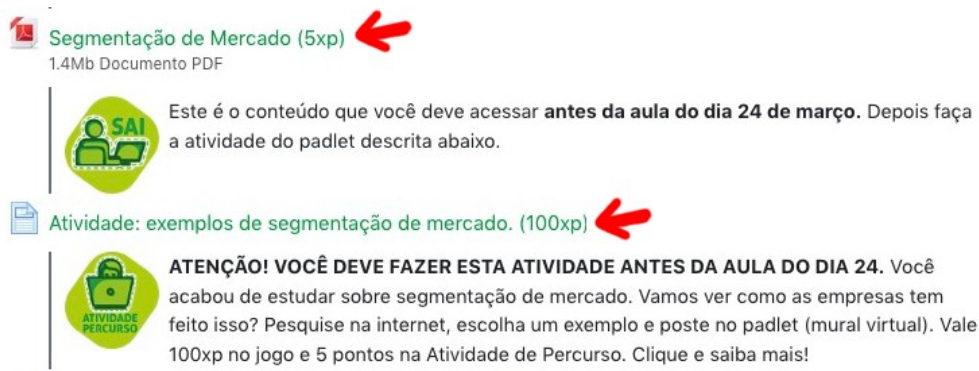 Segmentação de Mercado (5xp)
1.4Mb Documento PDF
SAI
Este é o conteúdo que você deve acessar antes da aula do dia 24 de março. Depois faça
a atividade do padlet descrita abaixo.
Atividade: exemplos de segmentação de mercado. (100xp)
ATIVIDADE
PERCURSO
ATENÇÃO! VOCÊ DEVE FAZER ESTA ATIVIDADE ANTES DA AULA DO DIA 24. Você
acabou de estudar sobre segmentação de mercado. Vamos ver como as empresas tem
feito isso? Pesquise na internet, escolha um exemplo e poste no padlet (mural virtual). Vale
100xp no jogo e 5 pontos na Atividade de Percurso. Clique e saiba mais!